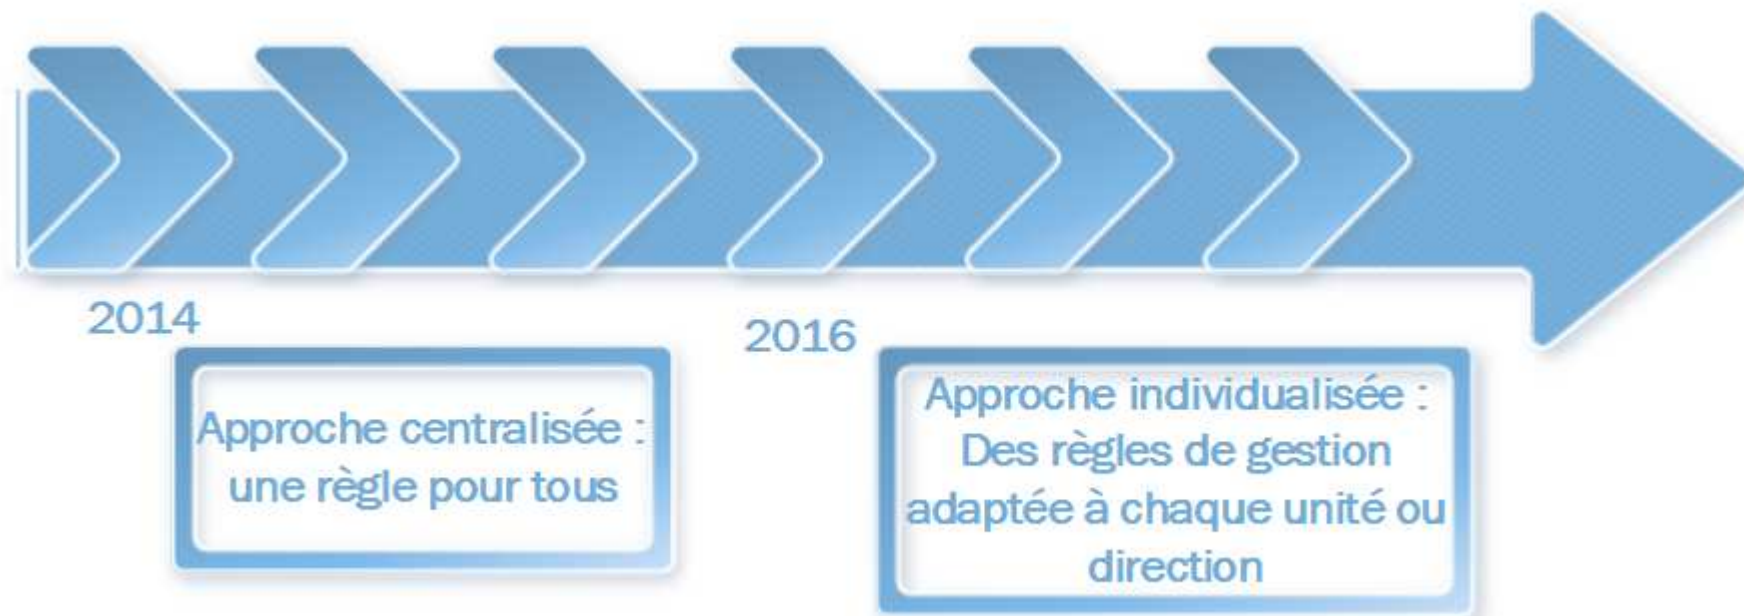 2014
Approche centralisée :
une règle pour tous
2016
Approche individualisée :
Des règles de gestion
adaptée à chaque unité ou
direction